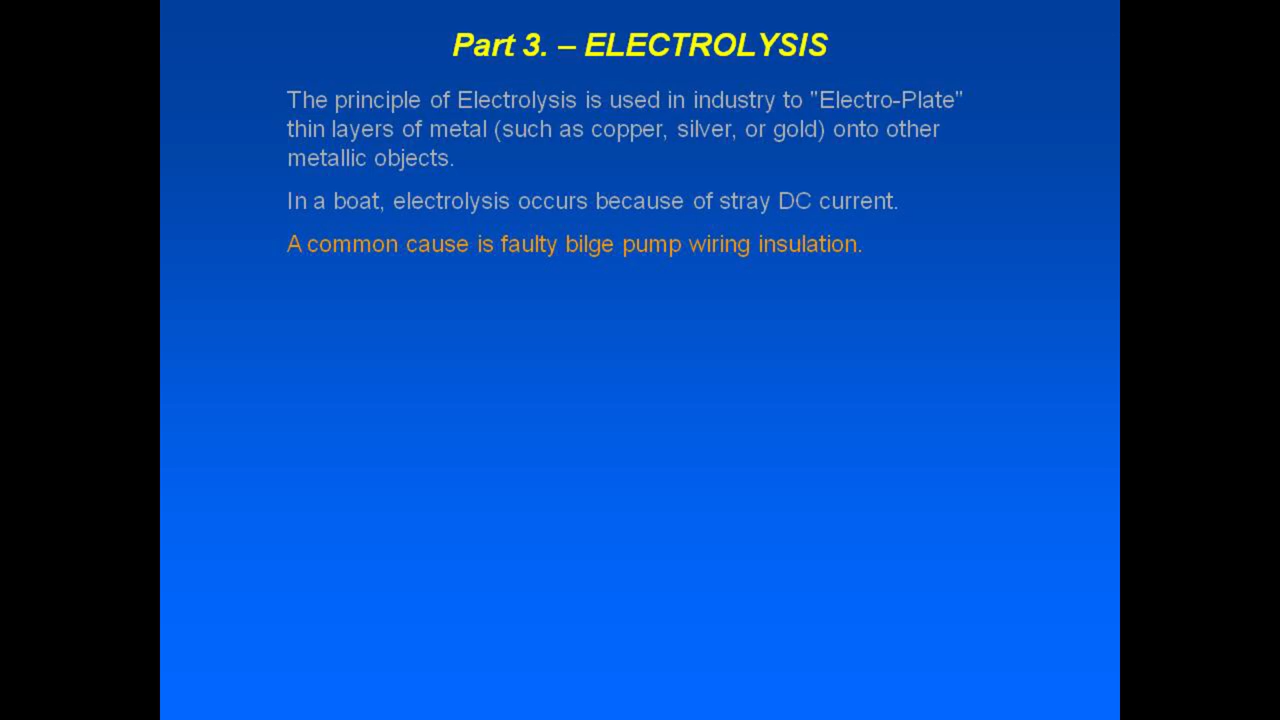 Part 3. – ELECTROLYSIS
The principle of Electrolysis is used in industry to "Electro-Plate"
thin layers of metal (such as copper, silver, or gold) onto other
metallic objects.
In a boat, electrolysis occurs because of stray DC current.
A common cause is faulty bilge pump wiring insulation.